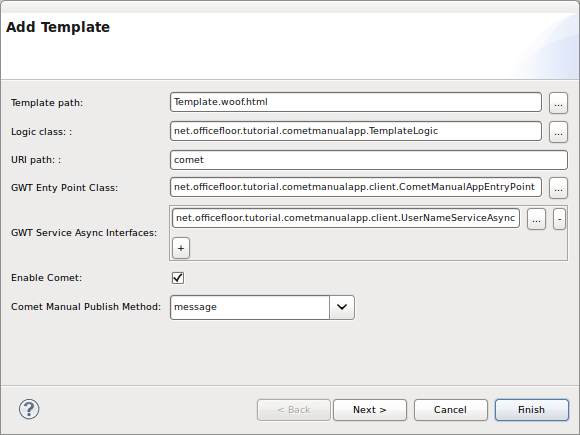 Add Template
Template path: Template.woof.html ...
Logic class: : net.officefloor.tutorial.cometmanualapp.TemplateLogic ...
URI path: : comet
GWT Enty Point Class: net.officefloor.tutorial.cometmanualapp.client.CometManualAppEntryPoint ...
GWT Service Async Interfaces: net.officefloor.tutorial.cometmanualapp.client.UserNameServiceAsync ... -
+
Enable Comet:
Comet Manual Publish Method: message
? < Back Next > Cancel Finish